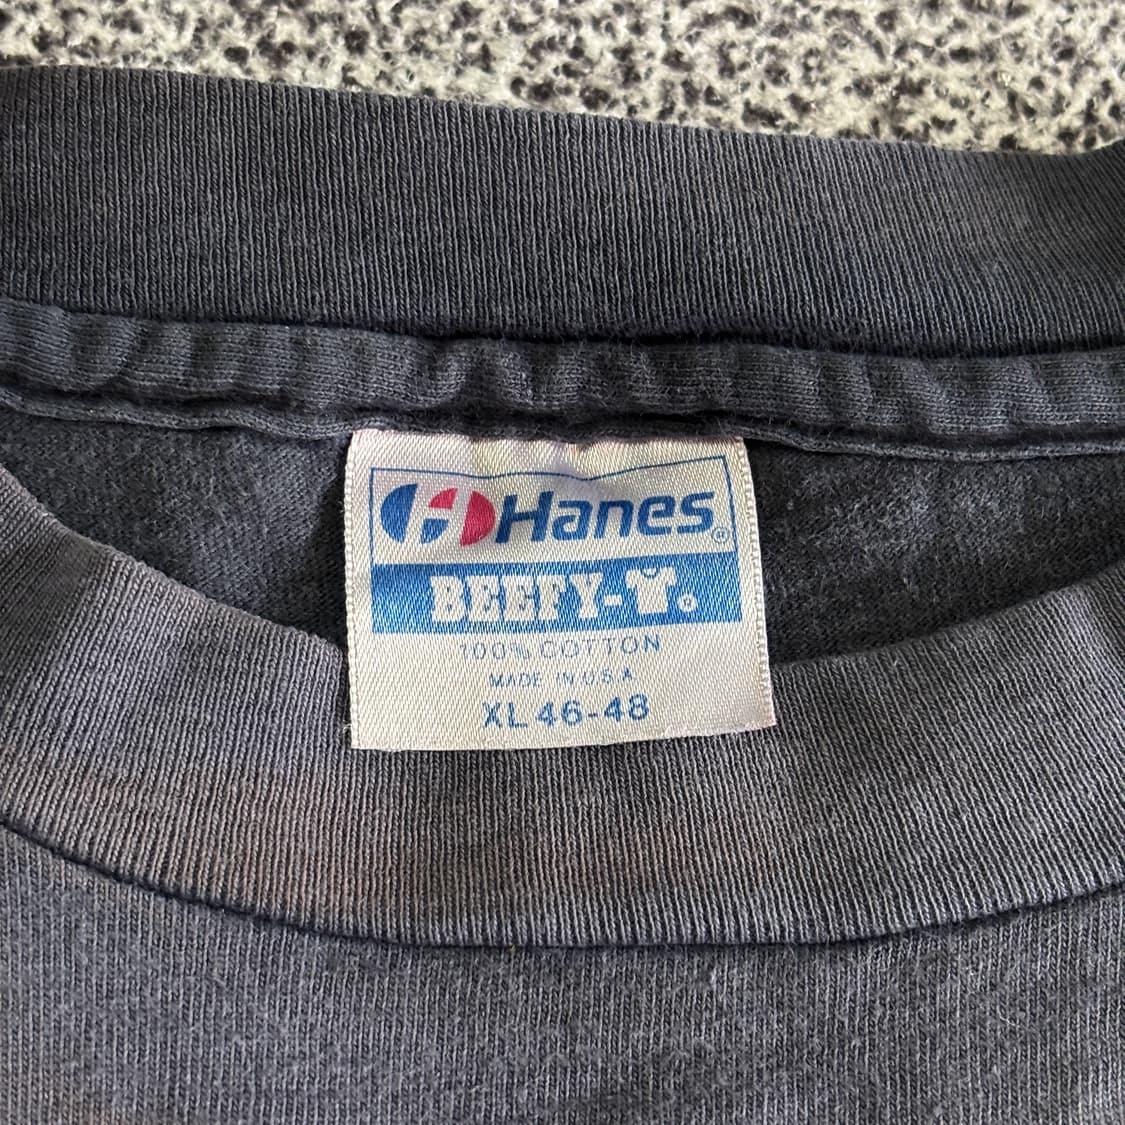 Hanes®
BEEFY-T®
100% COTTON
MADE IN U.S.A
XL 46-48